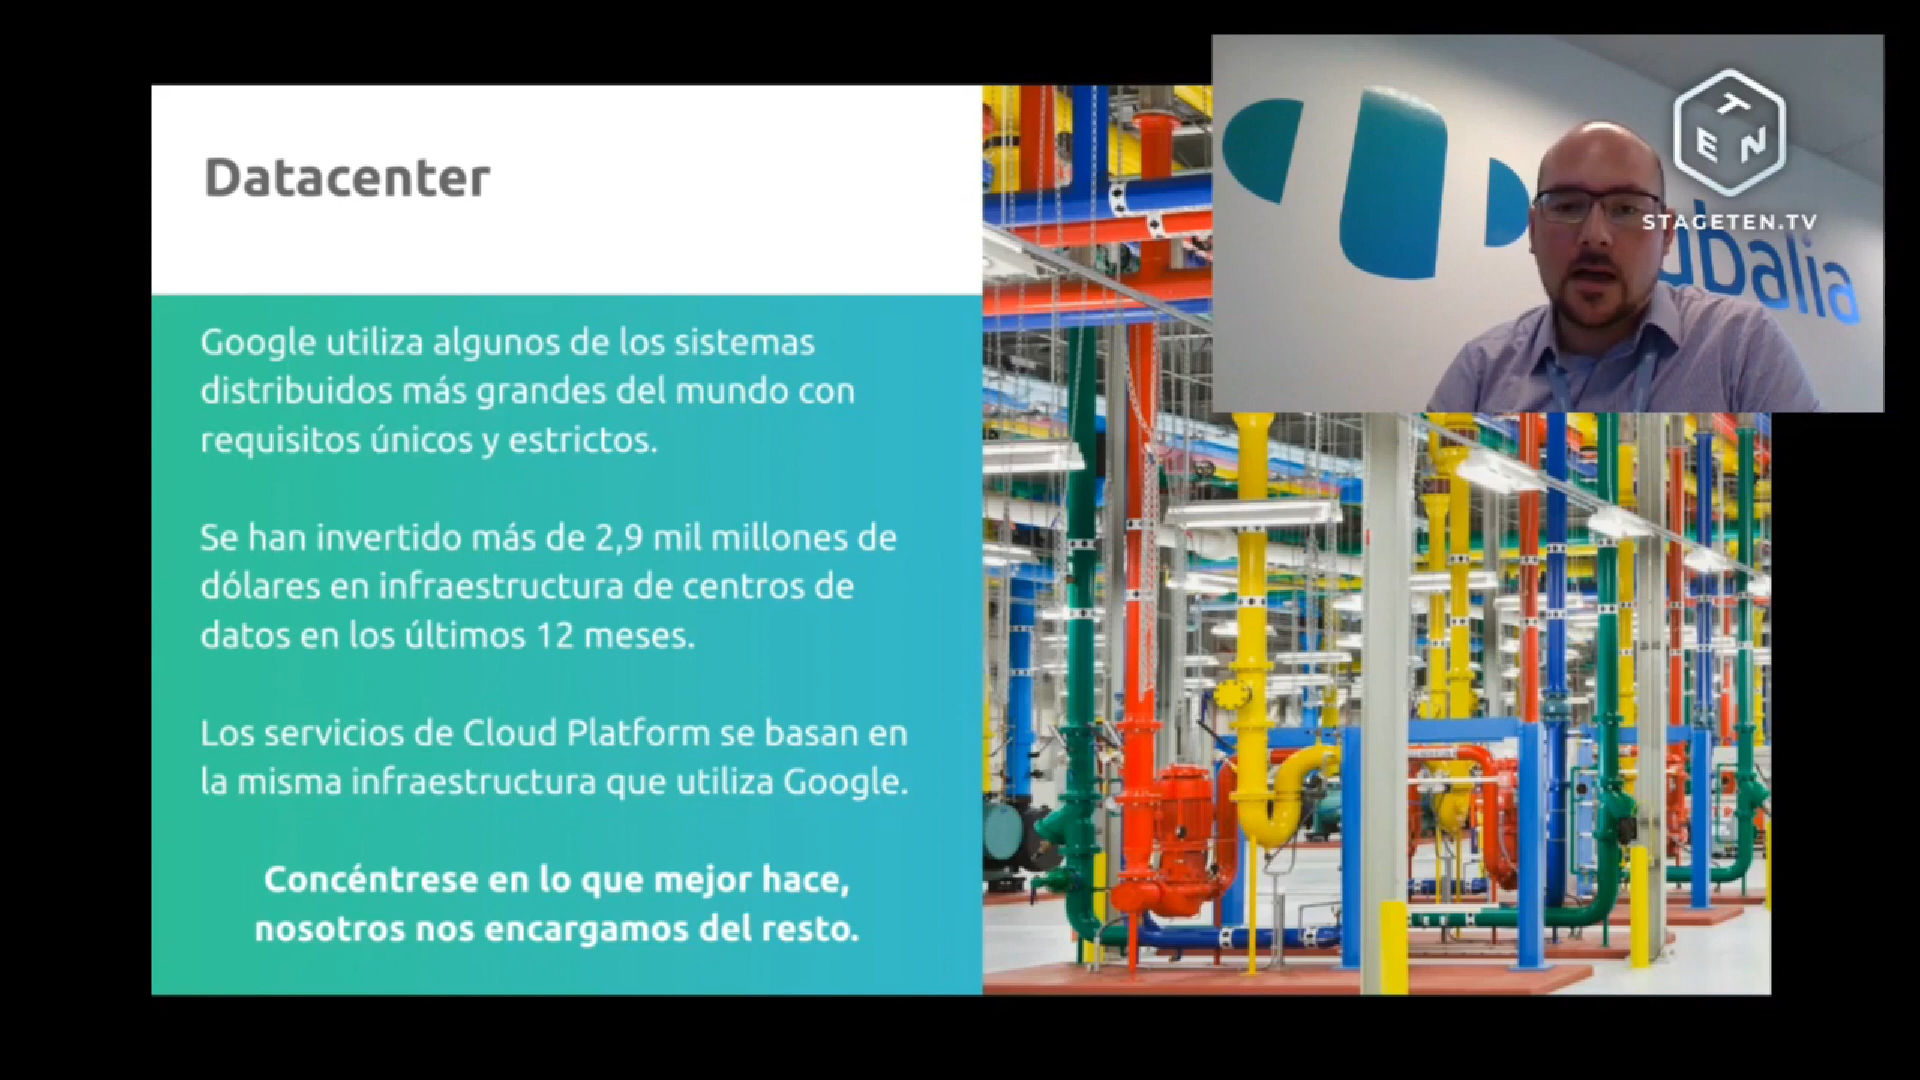 Datacenter
Google utiliza algunos de los sistemas
distribuidos más grandes del mundo con
requisitos únicos y estrictos.
Se han invertido más de 2,9 mil millones de
dólares en infraestructura de centros de
datos en los últimos 12 meses.
Los servicios de Cloud Platform se basan en
la misma infraestructura que utiliza Google.
Concéntrese en lo que mejor hace,
nosotros nos encargamos del resto.
TEN
STAGETEN.TV
ubalia